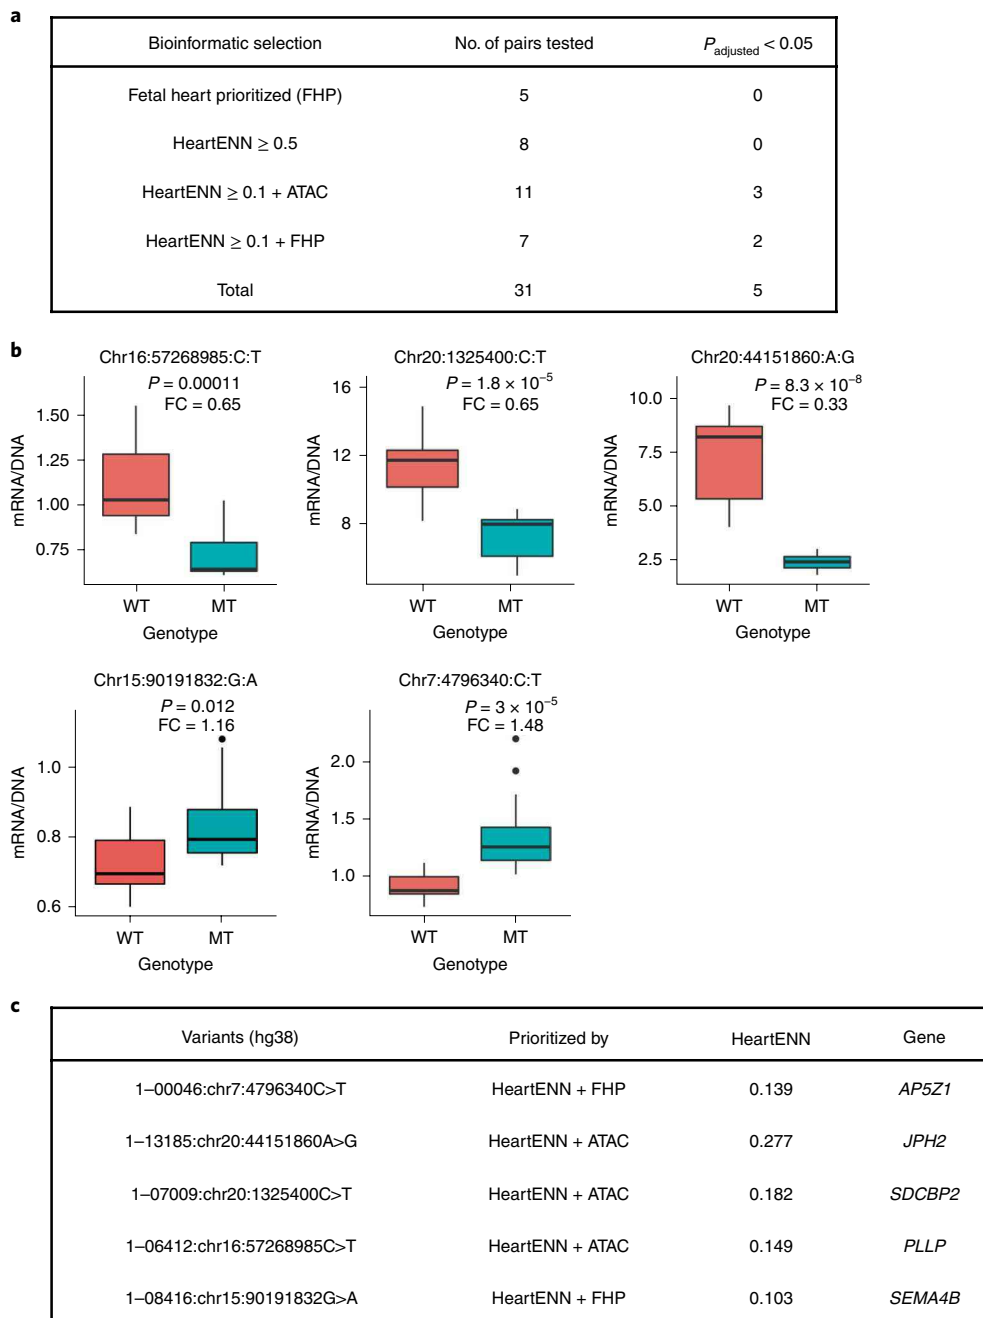 a
Bioinformatic selection No. of pairs tested P adjusted < 0.05
Fetal heart prioritized (FHP) 5 0
HeartENN ≥ 0.5 8 0
HeartENN ≥ 0.1 + ATAC 11 3
HeartENN ≥ 0.1 + FHP 7 2
Total 31 5
b
Chr16:57268985:C:T
P = 0.00011
FC = 0.65
mRNA/DNA
1.50
1.25
1.00
0.75
WT MT
Genotype
Chr20:1325400:C:T
P = 1.8 × 10⁻⁵
FC = 0.65
mRNA/DNA
16
12
8
WT MT
Genotype
Chr20:44151860:A:G
P = 8.3 × 10⁻⁸
FC = 0.33
mRNA/DNA
10.0
7.5
5.0
2.5
WT MT
Genotype
Chr15:90191832:G:A
P = 0.012
FC = 1.16
mRNA/DNA
1.0
0.8
0.6
WT MT
Genotype
Chr7:4796340:C:T
P = 3 × 10⁻⁵
FC = 1.48
mRNA/DNA
2.0
1.5
1.0
WT MT
Genotype
c
Variants (hg38) Prioritized by HeartENN Gene
1–00046:chr7:4796340C>T HeartENN + FHP 0.139 AP5Z1
1–13185:chr20:44151860A>G HeartENN + ATAC 0.277 JPH2
1–07009:chr20:1325400C>T HeartENN + ATAC 0.182 SDCBP2
1–06412:chr16:57268985C>T HeartENN + ATAC 0.149 PLLP
1–08416:chr15:90191832G>A HeartENN + FHP 0.103 SEMA4B